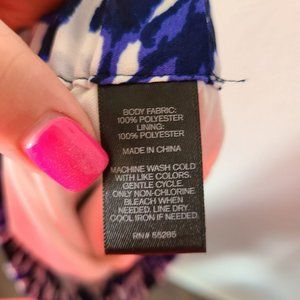 BODY FABRIC:
100% POLYESTER
LINING:
100% POLYESTER
MADE IN CHINA
MACHINE WASH COLD
WITH LIKE COLORS.
GENTLE CYCLE.
ONLY NON-CHLORINE
BLEACH WHEN
NEEDED. LINE DRY.
COOL IRON IF NEEDED.
RN# 55285